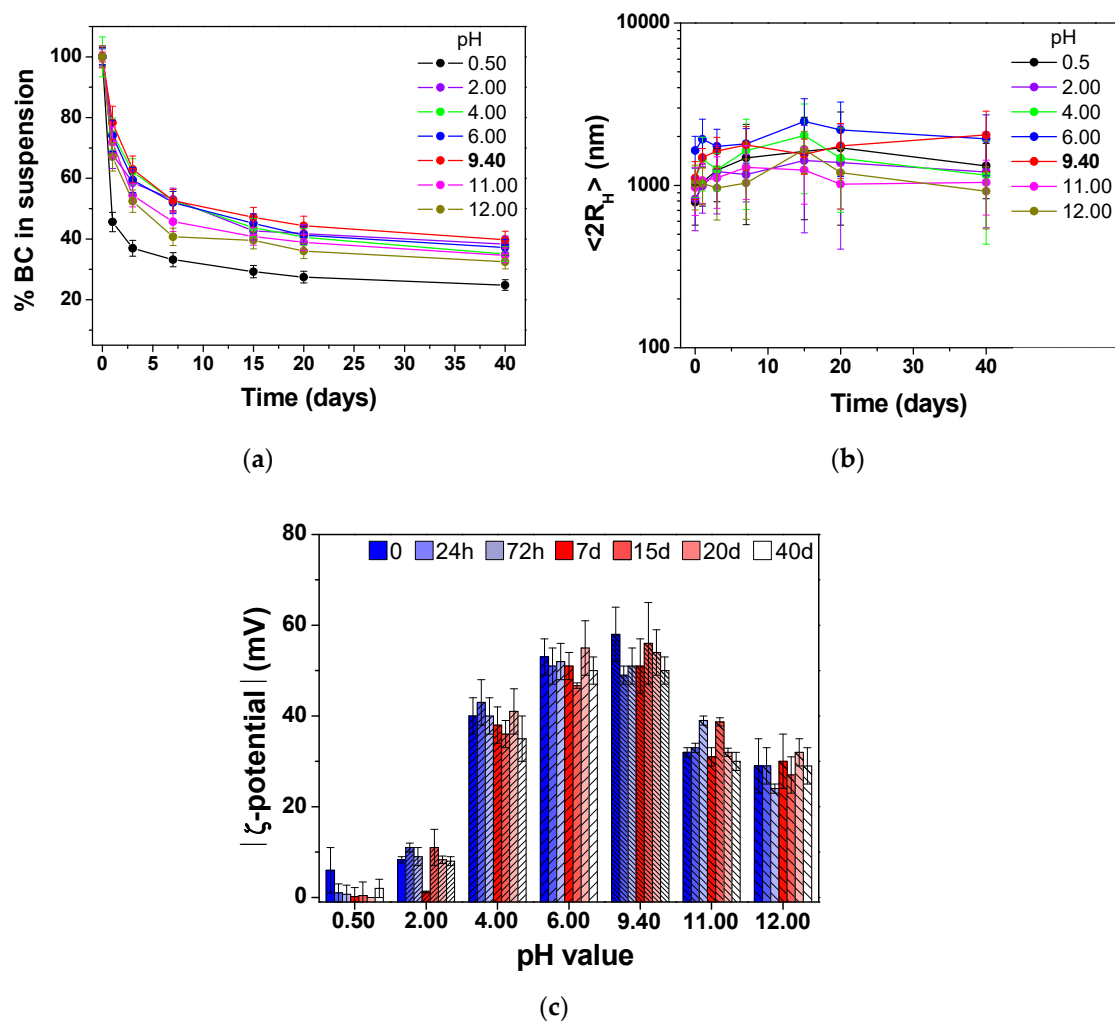 pH
0.50
2.00
4.00
6.00
9.40
11.00
12.00
100
80
60
40
20
% BC in suspension
0 5 10 15 20 25 30 35 40
Time (days)
(a)
pH
0.5
2.00
4.00
6.00
9.40
11.00
12.00
10000
1000
100
<2R_H> (nm)
0 10 20 30 40
Time (days)
(b)
0 24h 72h 7d 15d 20d 40d
80
60
40
20
0
| ζ-potential | (mV)
0.50 2.00 4.00 6.00 9.40 11.00 12.00
pH value
(c)